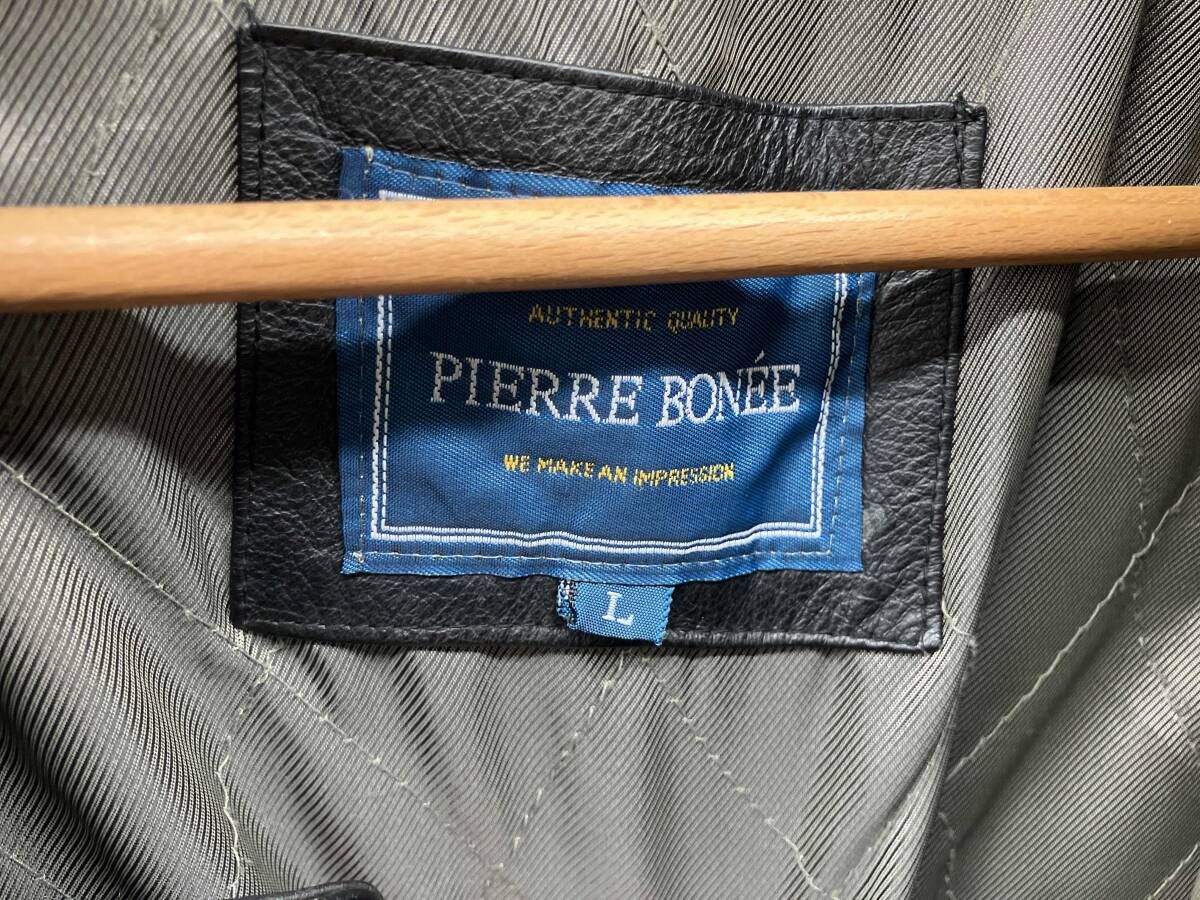 AUTHENTIC QUALITY
PIERRE BONÉE
WE MAKE AN IMPRESSION
L